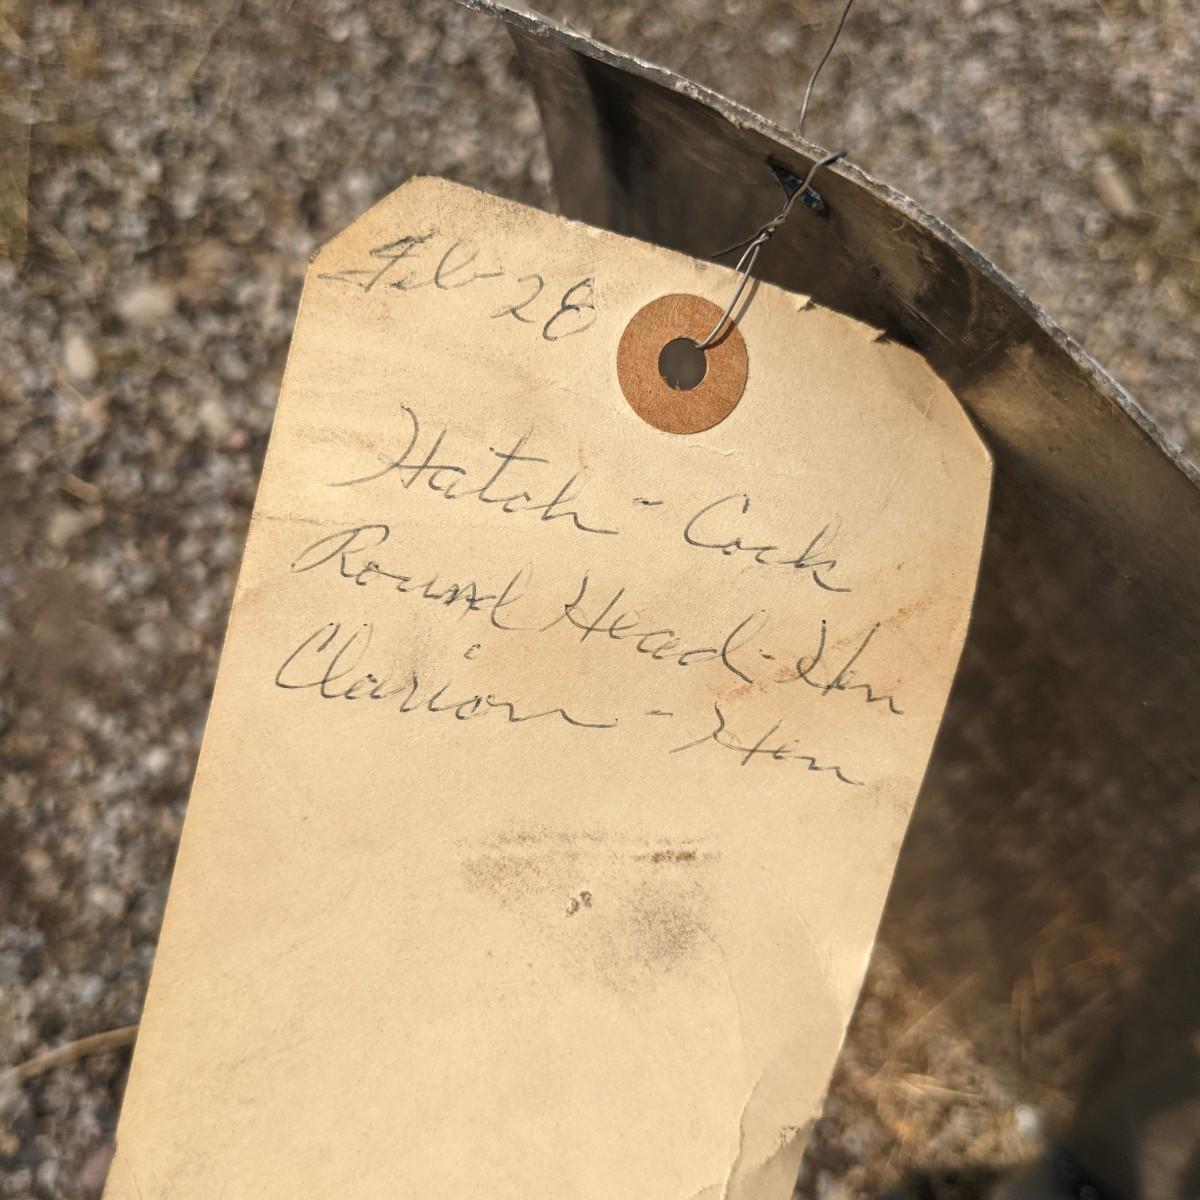 Feb 28
Hatch - Cock
Round Head - Hen
Clarion - Hen